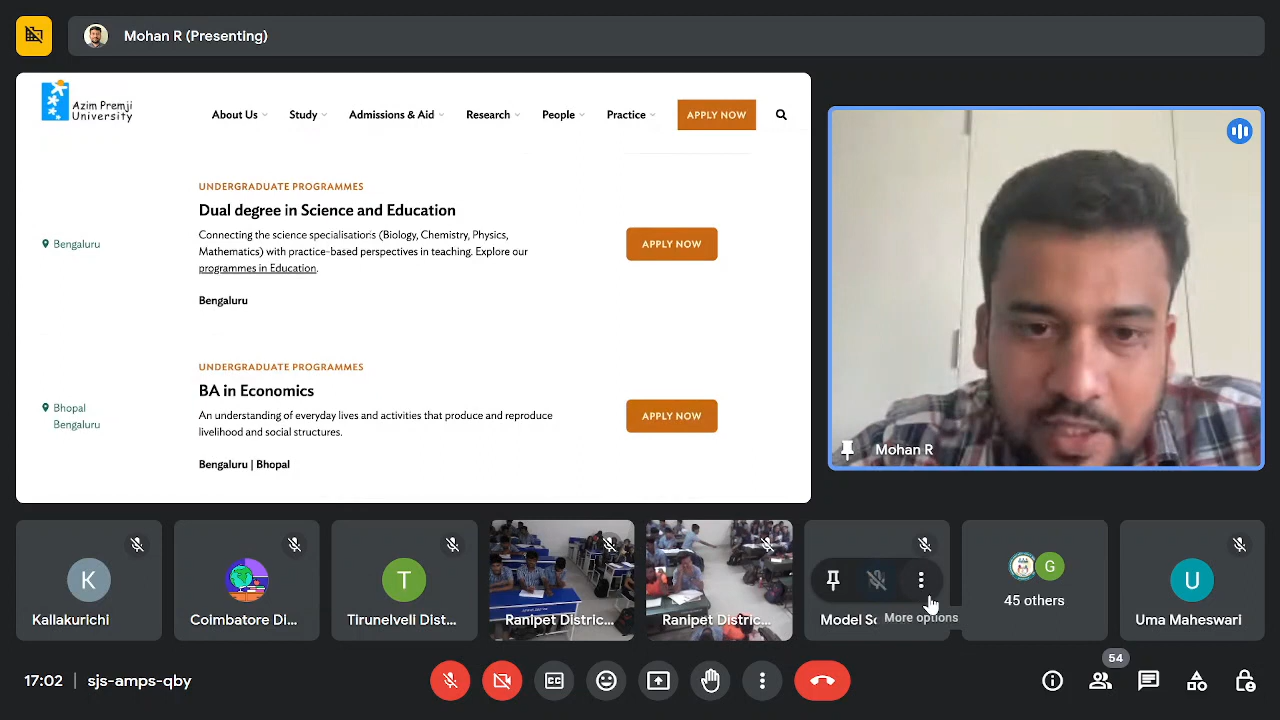 Mohan R (Presenting)
Azim Premji
University
About Us
Study
Admissions & Aid
Research
People
Practice
APPLY NOW
UNDERGRADUATE PROGRAMMES
Dual degree in Science and Education
Bengaluru
Connecting the science specialisations (Biology, Chemistry, Physics,
Mathematics) with practice-based perspectives in teaching. Explore our
programmes in Education.
APPLY NOW
Bengaluru
UNDERGRADUATE PROGRAMMES
BA in Economics
Bhopal
Bengaluru
An understanding of everyday lives and activities that produce and reproduce
livelihood and social structures.
APPLY NOW
Bengaluru | Bhopal
Mohan R
K
Kallakurichi
Coimbatore Di...
T
Tirunelveli Dist...
Ranipet Distric...
Ranipet Distric...
Model Sc
More options
G
45 others
U
Uma Maheswari
17:02 | sjs-amps-qby
54